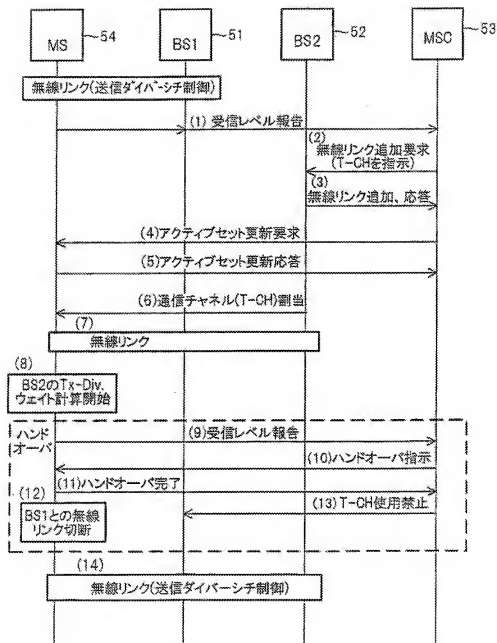 MS 54
BS1 51
BS2 52
MSC 53
無線リンク(送信ダイバーシチ制御)
(1) 受信レベル報告
(2)
無線リンク追加要求
(T-CHを指示)
(3)
無線リンク追加、応答
(4)アクティブセット更新要求
(5)アクティブセット更新応答
(6)通信チャネル(T-CH)割当
(7)
無線リンク
(8)
BS2のTx-Div.
ウェイト計算開始
ハンド
オーバ
(9)受信レベル報告
(10)ハンドオーバ指示
(11)ハンドオーバ完了
(12)
BS1との無線
リンク切断
(13)T-CH使用禁止
(14)
無線リンク(送信ダイバーシチ制御)